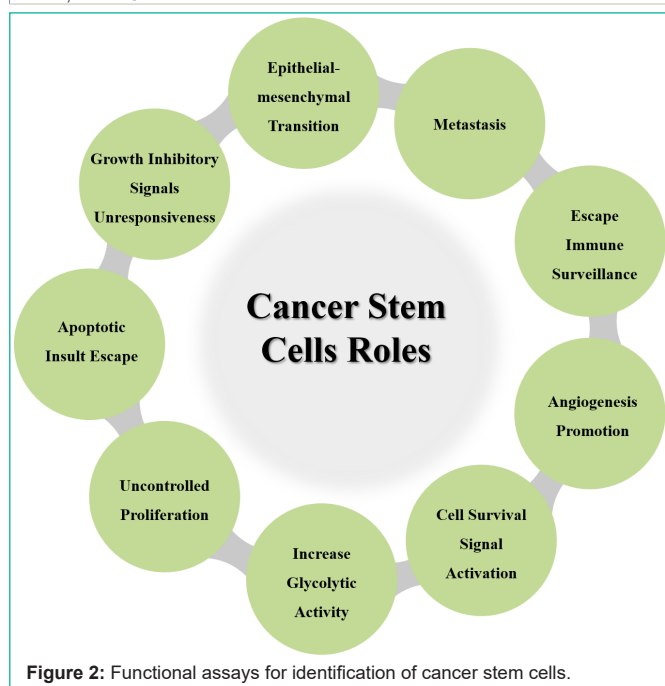 Epithelial-
mesenchymal
Transition
Metastasis
Escape
Immune
Surveillance
Angiogenesis
Promotion
Cell Survival
Signal
Activation
Increase
Glycolytic
Activity
Uncontrolled
Proliferation
Apoptotic
Insult Escape
Growth Inhibitory
Signals
Unresponsiveness
Cancer Stem
Cells Roles
Figure 2: Functional assays for identification of cancer stem cells.